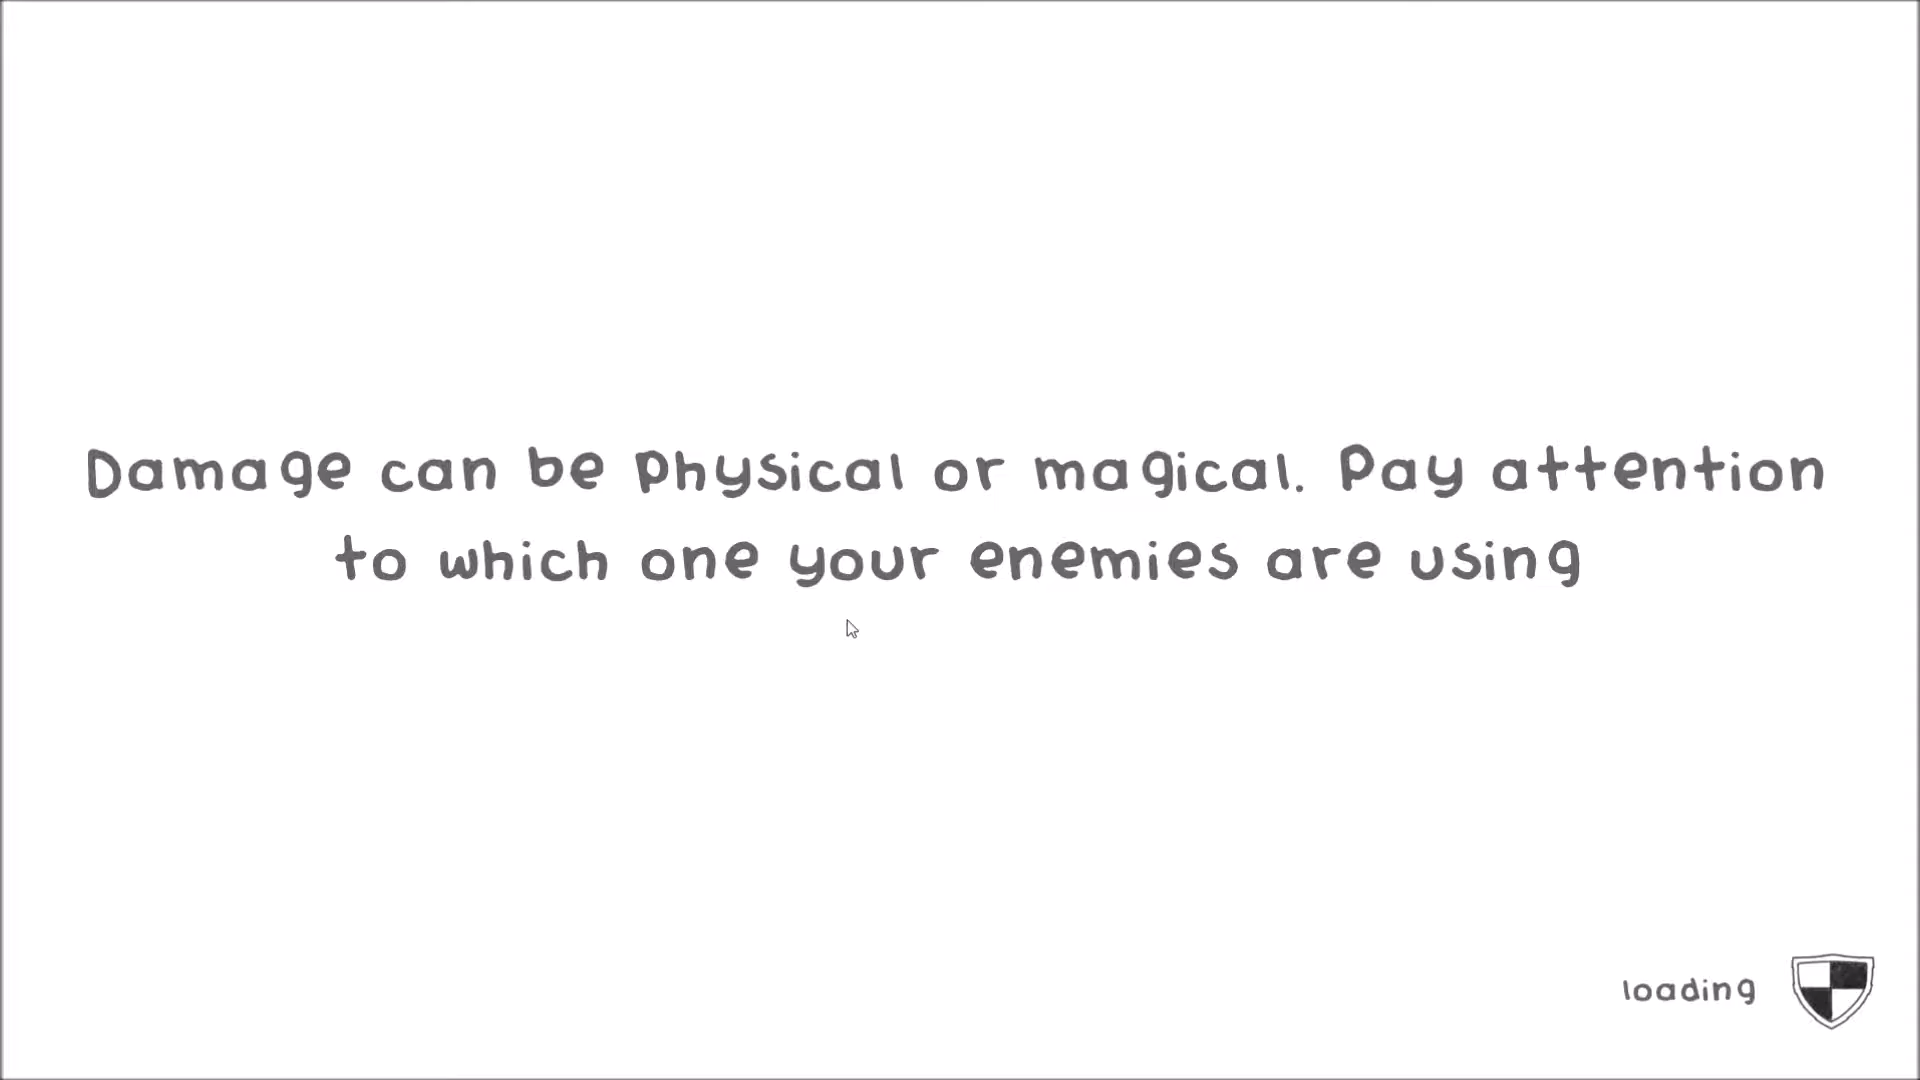 Damage can be Physical or magical. Pay attention
to which one your enemies are using
loading